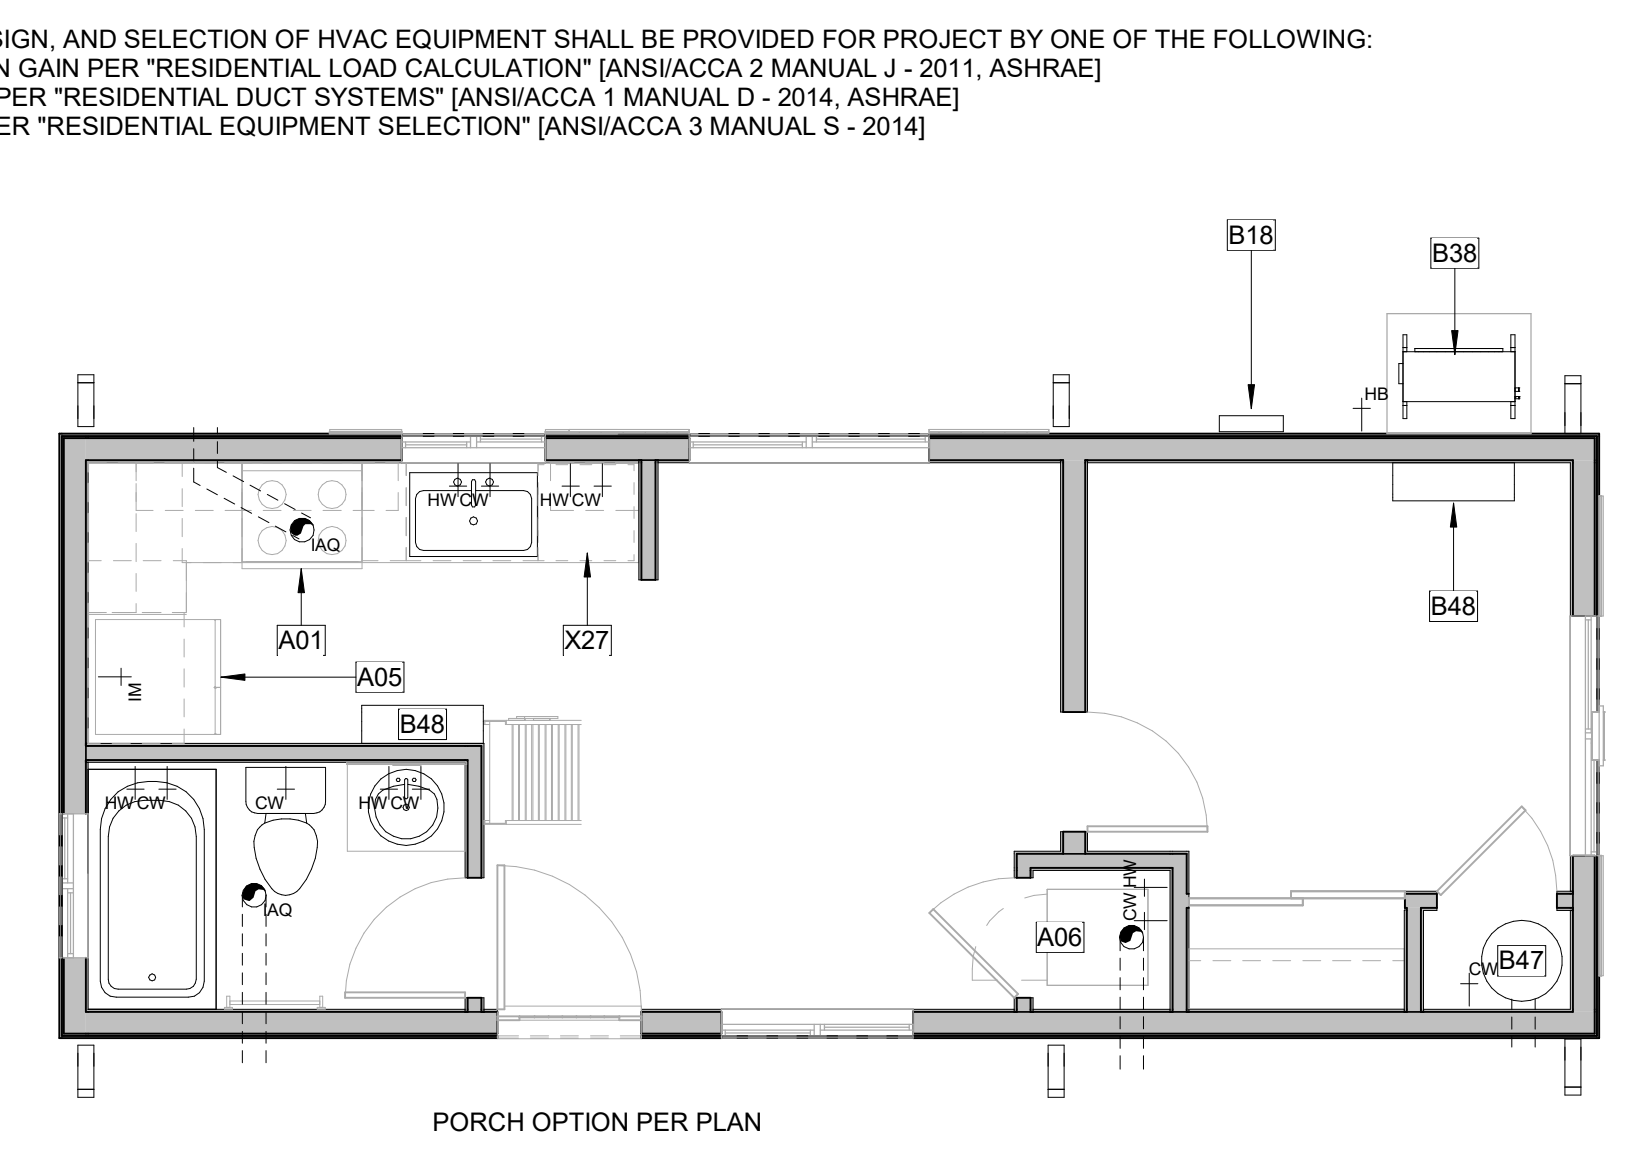 SIGN, AND SELECTION OF HVAC EQUIPMENT SHALL BE PROVIDED FOR PROJECT BY ONE OF THE FOLLOWING:
N GAIN PER "RESIDENTIAL LOAD CALCULATION" [ANSI/ACCA 2 MANUAL J - 2011, ASHRAE]
PER "RESIDENTIAL DUCT SYSTEMS" [ANSI/ACCA 1 MANUAL D - 2014, ASHRAE]
ER "RESIDENTIAL EQUIPMENT SELECTION" [ANSI/ACCA 3 MANUAL S - 2014]
B18
B38
HB
HW CW
HW CW
IAQ
B48
A01
X27
A05
IM
B48
HW CW
CW
HW CW
IAQ
CW HW
A06
CW
B47
PORCH OPTION PER PLAN